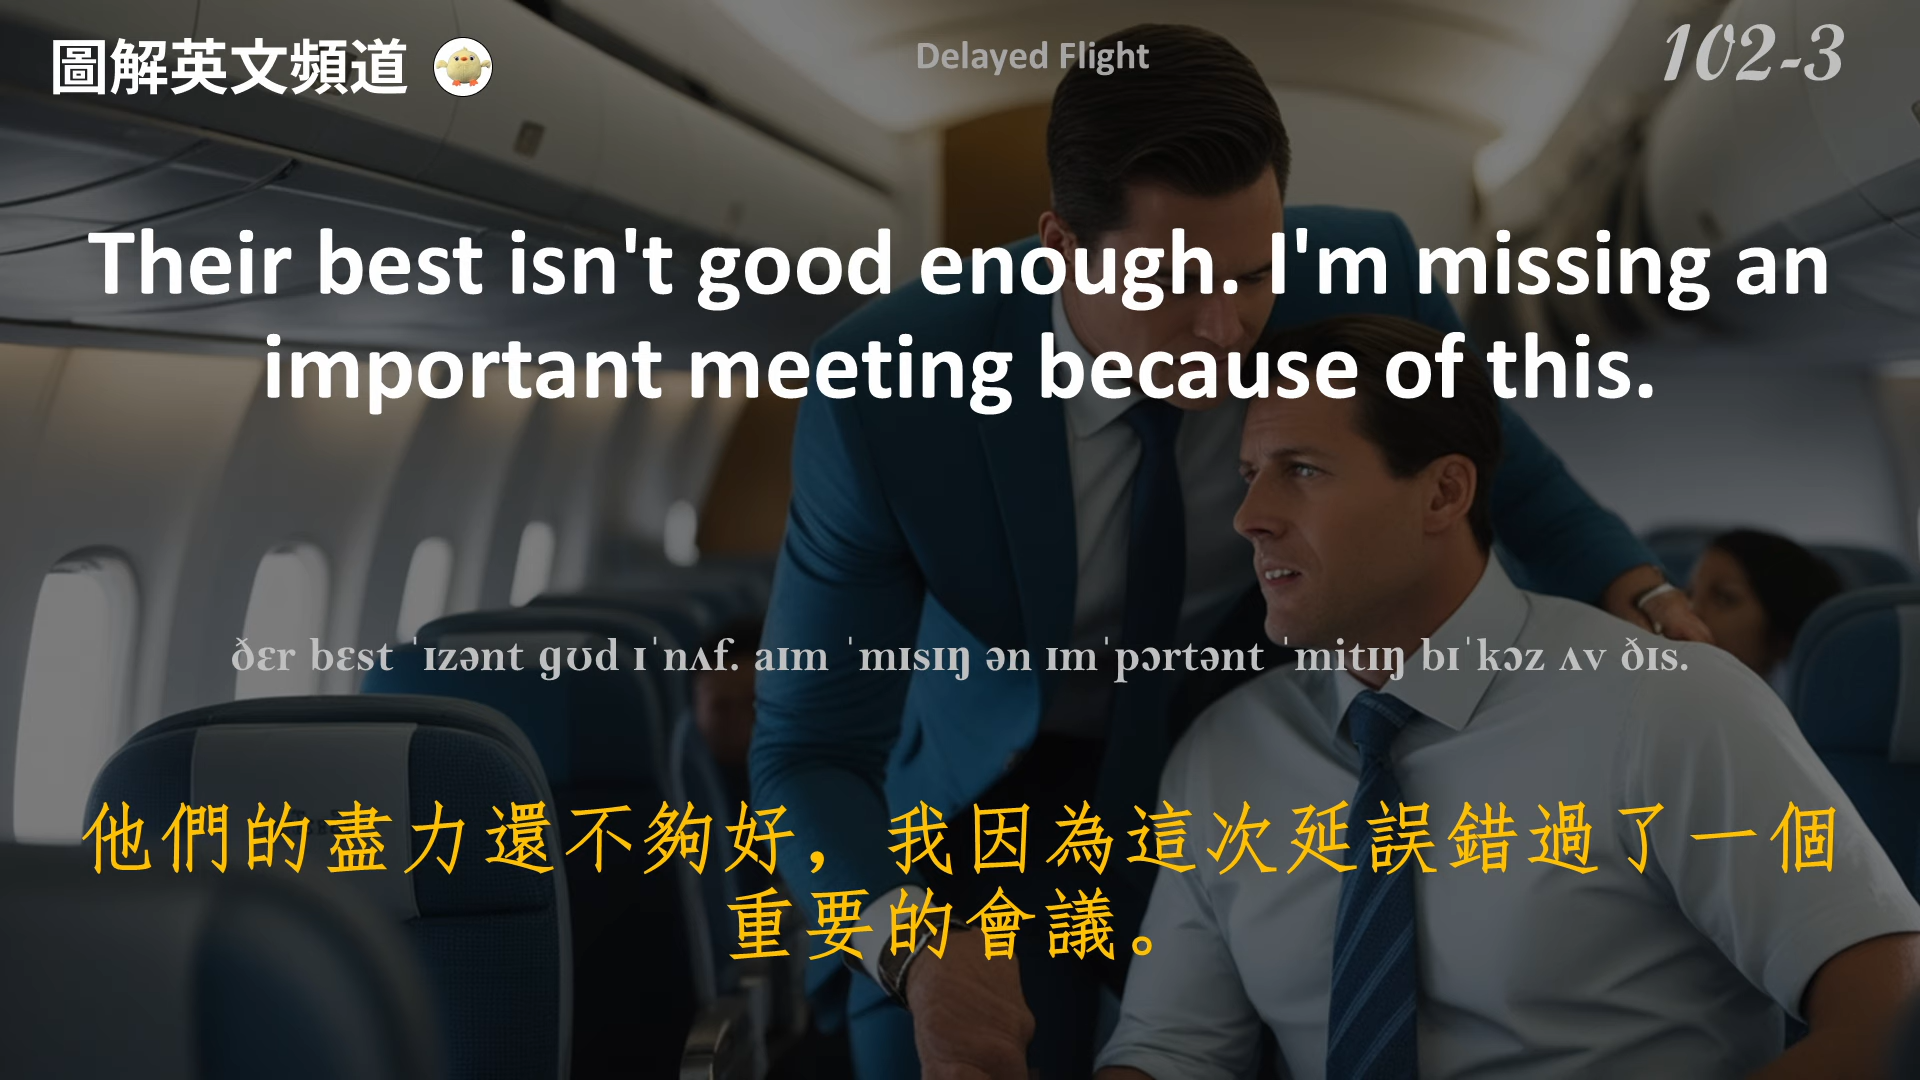 圖解英文頻道
Delayed Flight
102-3
Their best isn't good enough. I'm missing an
important meeting because of this.
ðɛr bɛst ˈɪzənt ɡʊd ɪˈnʌf. aɪm ˈmɪsɪŋ ən ɪmˈpɔrtənt ˈmitɪŋ bɪˈkɔz ʌv ðɪs.
他們的盡力還不夠好，我因為這次延誤錯過了一個
重要的會議。